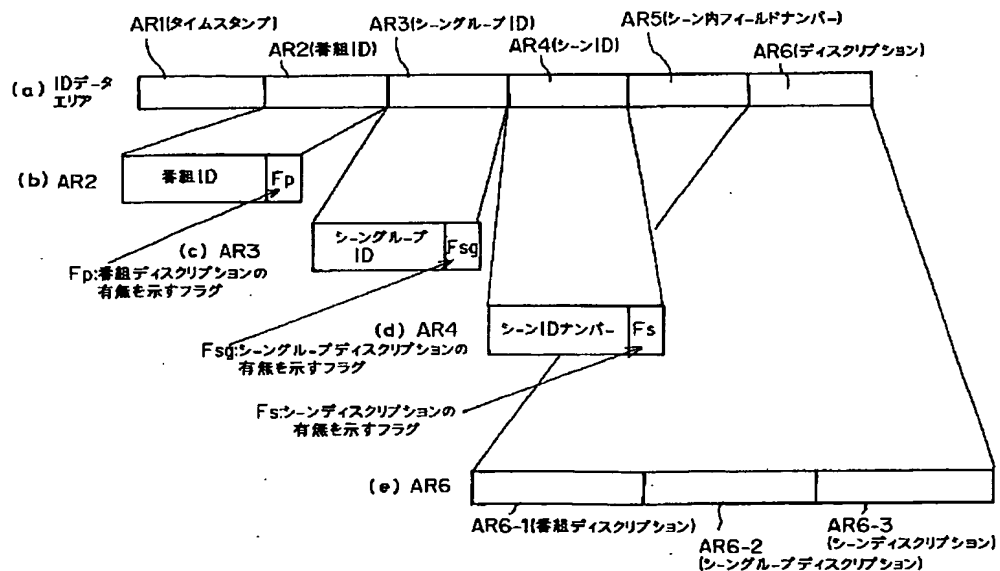 AR1(タイムスタンプ)
AR2(番組ID)
AR3(シーングループID)
AR4(シーンID)
AR5(シーン内フィールドナンバー)
AR6(ディスクリプション)
(a) IDデータ
エリア
(b) AR2
番組ID
Fp
(c) AR3
シーングループ
ID
Fsg
Fp:番組ディスクリプションの
有無を示すフラグ
(d) AR4
シーンIDナンバー
Fs
Fsg:シーングループディスクリプションの
有無を示すフラグ
Fs:シーンディスクリプションの
有無を示すフラグ
(e) AR6
AR6-1(番組ディスクリプション)
AR6-2
(シーングループディスクリプション)
AR6-3
(シーンディスクリプション)